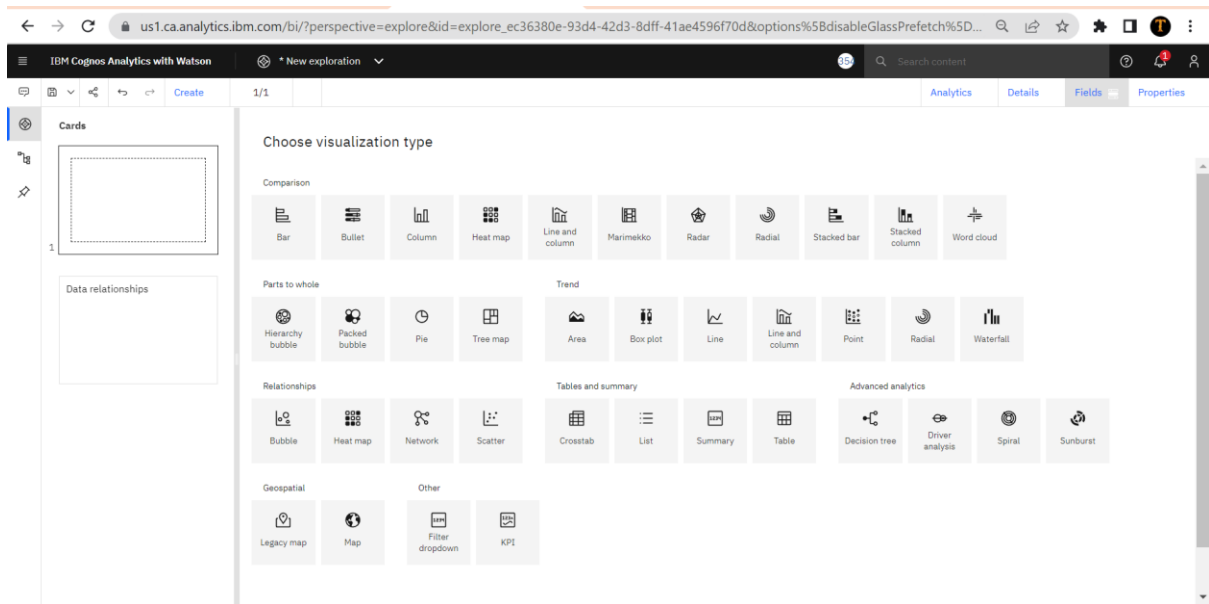 us1.ca.analytics.ibm.com/bi/?perspective=explore&id=explore_ec36380e-93d4-42d3-8dff-41ae4596f70d&options%5BdisableGlassPrefetch%5D...
T
IBM Cognos Analytics with Watson
* New exploration
354
Search content
1
Create
1/1
Analytics
Details
Fields
Properties
Cards
1
Data relationships
Choose visualization type
Comparison
Bar
Bullet
Column
Heat map
Line and
column
Marimekko
Radar
Radial
Stacked bar
Stacked
column
Word cloud
Parts to whole
Hierarchy
bubble
Packed
bubble
Pie
Tree map
Trend
Area
Box plot
Line
Line and
column
Point
Radial
Waterfall
Relationships
Bubble
Heat map
Network
Scatter
Tables and summary
Crosstab
List
Summary
Table
Advanced analytics
Decision tree
Driver
analysis
Spiral
Sunburst
Geospatial
Legacy map
Map
Other
Filter
dropdown
KPI